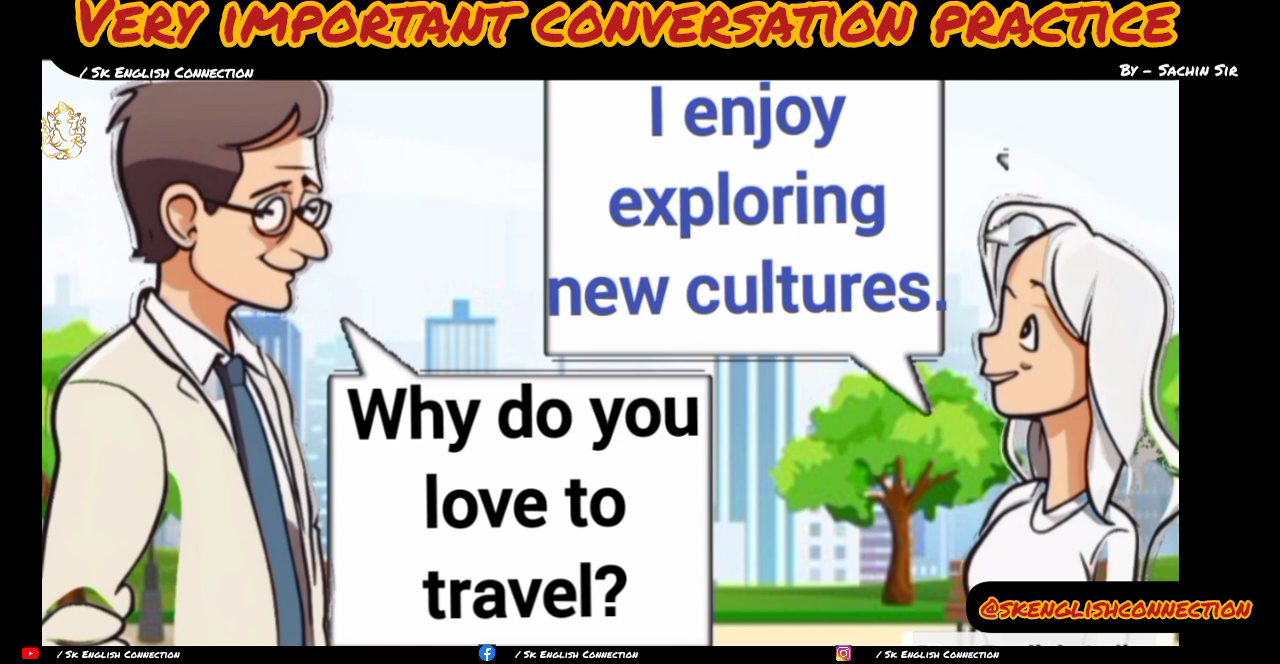 Very important conversation practice
/ Sk English Connection
By - Sachin Sir
I enjoy
exploring
new cultures.
Why do you
love to
travel?
@skenglishconnection
/ Sk English Connection
/ Sk English Connection
/ Sk English Connection